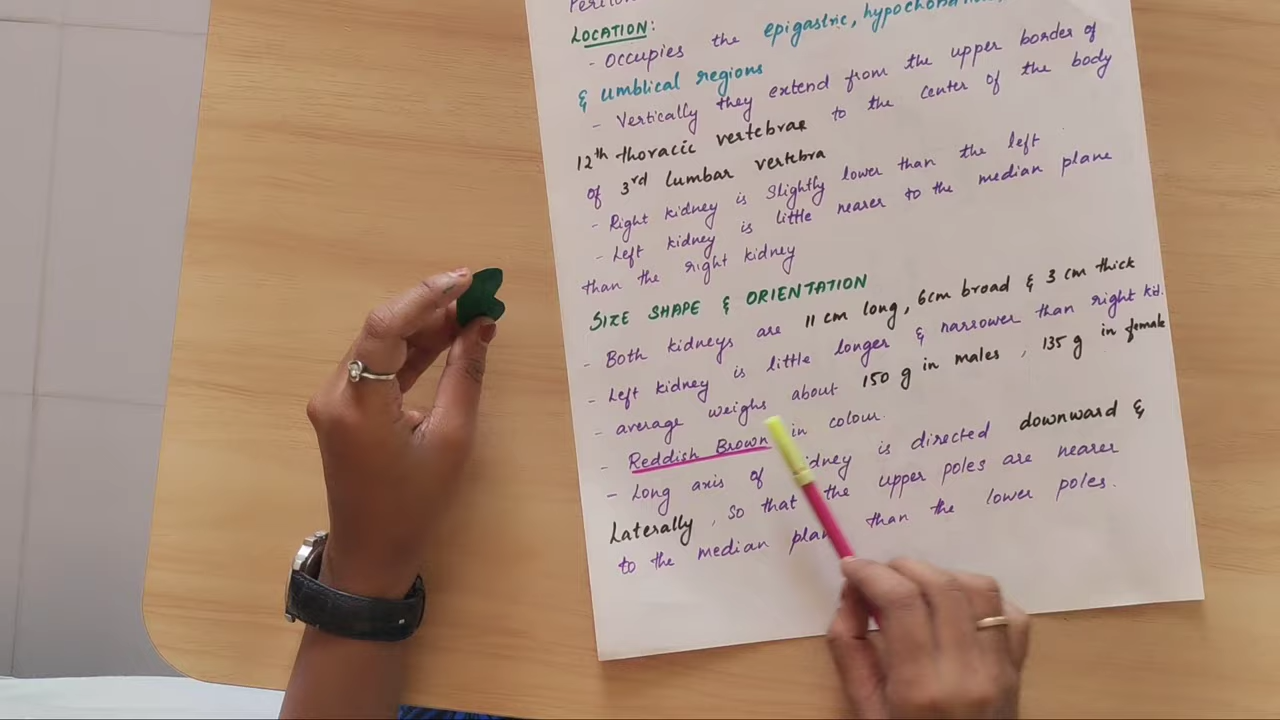 LOCATION:
- Occupies the epigastric,
& umblical regions
- Vertically they extend from the upper border of
12th thoracic vertebrae to the center of the body
of 3rd lumbar vertebra
- Right kidney is slightly lower than the left
- Left kidney is little nearer to the median plane
than the right kidney
SIZE SHAPE & ORIENTATION
- Both kidneys are 11 cm long, 6cm broad & 3 cm thick
- Left kidney is little longer & narrower than right kid.
- average weighs about 150 g in males, 135 g in female
- Reddish Brown in colour.
- Long axis of kidney is directed downward &
Laterally, so that the upper poles are nearer
to the median plane than the lower poles.